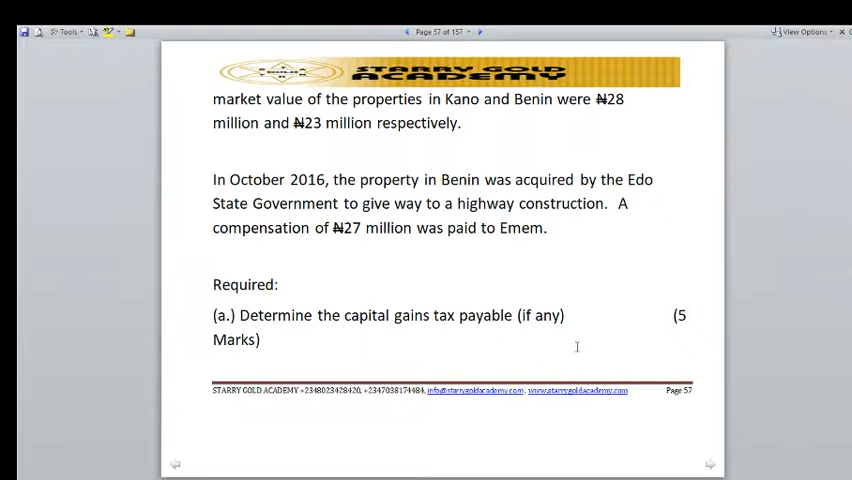 Tools
Page 57 of 157
View Options
STARRY GOLD
ACADEMY
market value of the properties in Kano and Benin were ₦28
million and ₦23 million respectively.
In October 2016, the property in Benin was acquired by the Edo
State Government to give way to a highway construction. A
compensation of ₦27 million was paid to Emem.
Required:
(a.) Determine the capital gains tax payable (if any) (5
Marks)
STARRY GOLD ACADEMY +2348023428420, +2347038174484, info@starrygoldacademy.com, www.starrygoldacademy.com Page 57